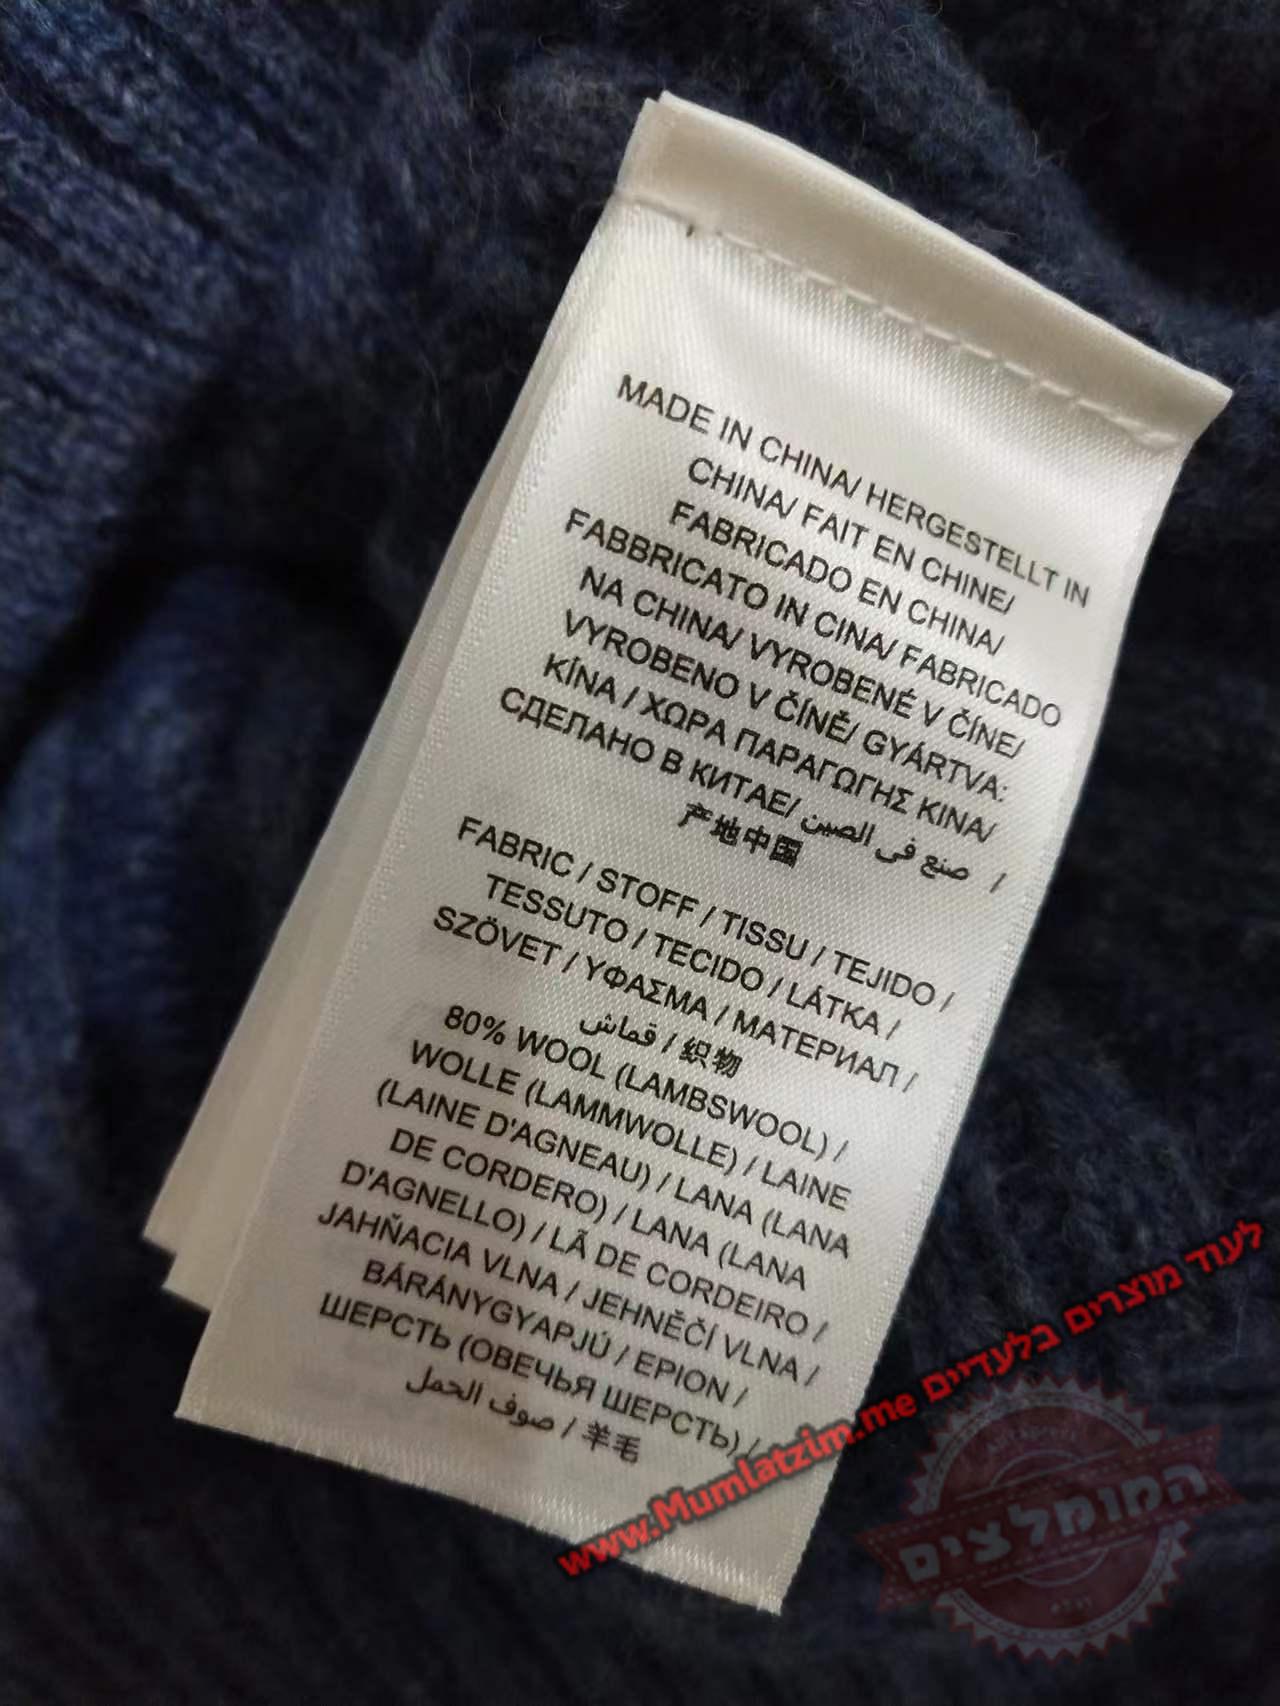 MADE IN CHINA/ HERGESTELLT IN
CHINA/ FAIT EN CHINE/
FABRICADO EN CHINA/
FABBRICATO IN CINA/ FABRICADO
NA CHINA/ VYROBENÉ V ČÍNE/
VYROBENO V ČÍNĚ/ GYÁRTVA:
KÍNA / ΧΩΡΑ ΠΑΡΑΓΩΓΗΣ ΚΙΝΑ/
СДЕЛАНО В КИТАЕ/ صنع في الصين /
产地中国
FABRIC / STOFF / TISSU / TEJIDO /
TESSUTO / TECIDO / LÁTKA /
SZÖVET / ΥΦΑΣΜΑ / МАТЕРИАЛ /
قماش / 织物
80% WOOL (LAMBSWOOL) /
WOLLE (LAMMWOLLE) / LAINE
(LAINE D'AGNEAU) / LANA (LANA
DE CORDERO) / LANA (LANA
D'AGNELLO) / LÃ DE CORDEIRO /
JAHŇACIA VLNA / JEHNĚČÍ VLNA /
BÁRÁNYGYAPJÚ / ΕΡΙΟΝ /
ШЕРСТЬ (ОВЕЧЬЯ ШЕРСТЬ) /
صوف الحمل / 羊毛
לעוד מוצרים בלעדיים www.Mumlatzim.me
המומלצים